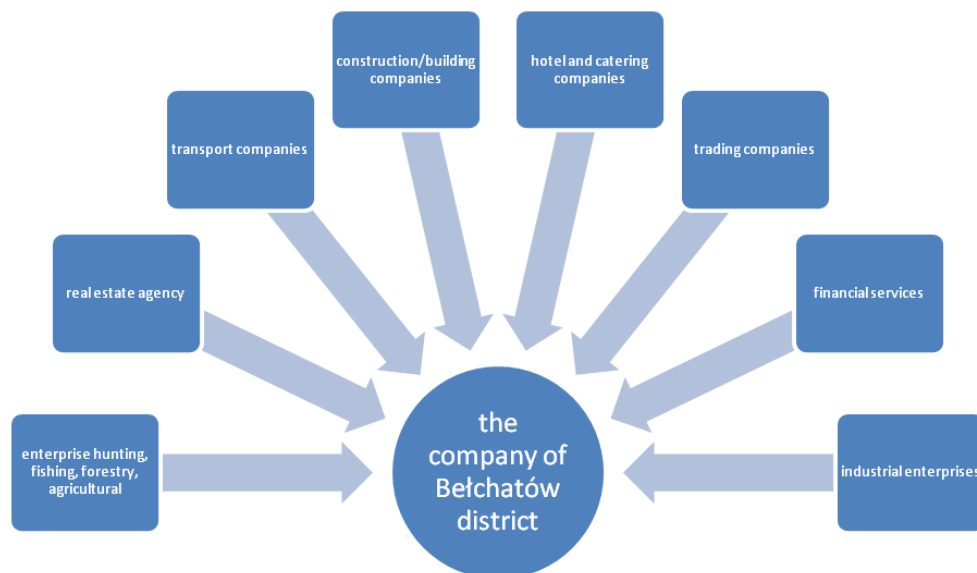 construction/building
companies
hotel and catering
companies
transport companies
trading companies
real estate agency
financial services
enterprise hunting,
fishing, forestry,
agricultural
the
company of
Bełchatów
district
industrial enterprises